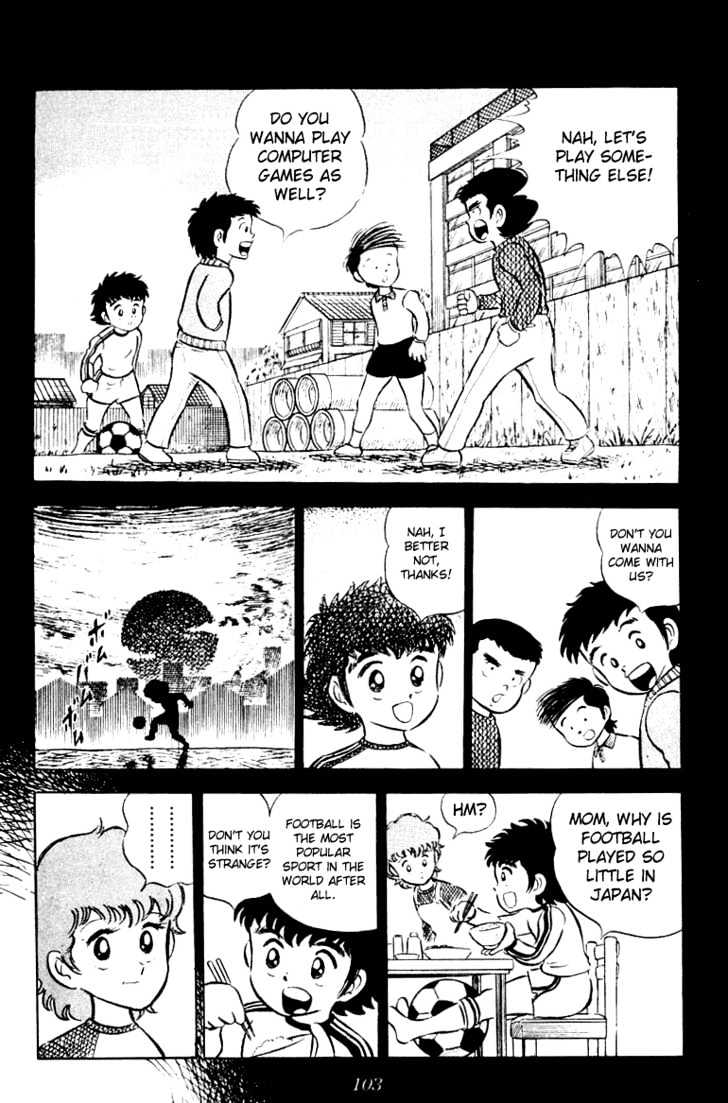 NAH, LET'S
PLAY SOME-
THING ELSE!
DO YOU
WANNA PLAY
COMPUTER
GAMES AS
WELL?
DON'T YOU
WANNA
COME WITH
US?
NAH, I
BETTER
NOT,
THANKS!
MOM, WHY IS
FOOTBALL
PLAYED SO
LITTLE IN
JAPAN?
HM?
FOOTBALL IS
THE MOST
POPULAR
SPORT IN THE
WORLD AFTER
ALL.
DON'T YOU
THINK IT'S
STRANGE?
..........
103